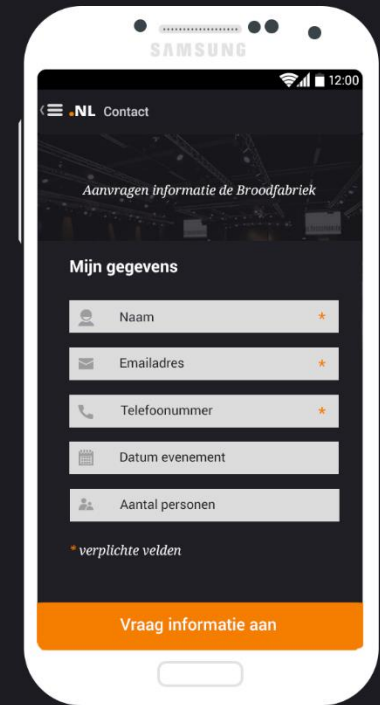 SAMSUNG
12:00
.NL Contact
Aanvragen informatie de Broodfabriek
Mijn gegevens
Naam *
Emailadres *
Telefoonummer *
Datum evenement
Aantal personen
* verplichte velden
Vraag informatie aan